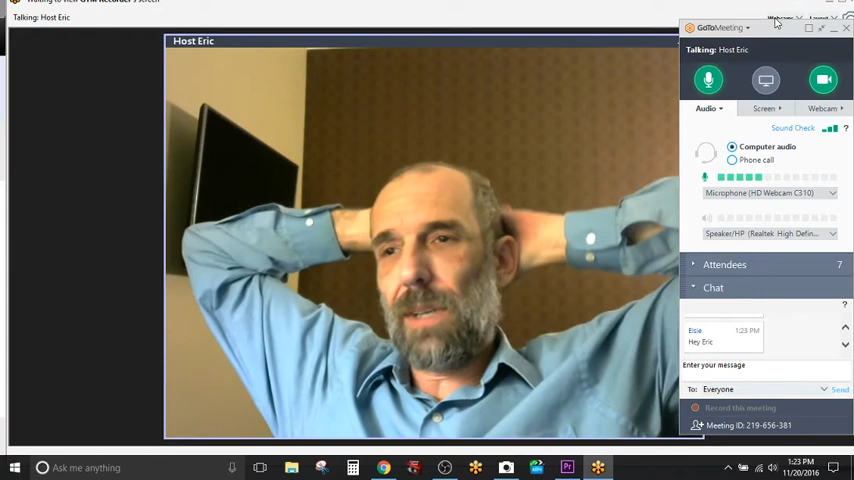 Talking: Host Eric
Host Eric
GoToMeeting
Talking: Host Eric
Audio
Screen
Webcam
Sound Check
?
Computer audio
Phone call
Microphone (HD Webcam C310)
Speaker/HP (Realtek High Defin...
Attendees 7
Chat
?
Elsie 1:23 PM
Hey Eric
Enter your message
To: Everyone Send
Record this meeting
Meeting ID: 219-656-381
Ask me anything
Pr
1:23 PM
11/20/2016